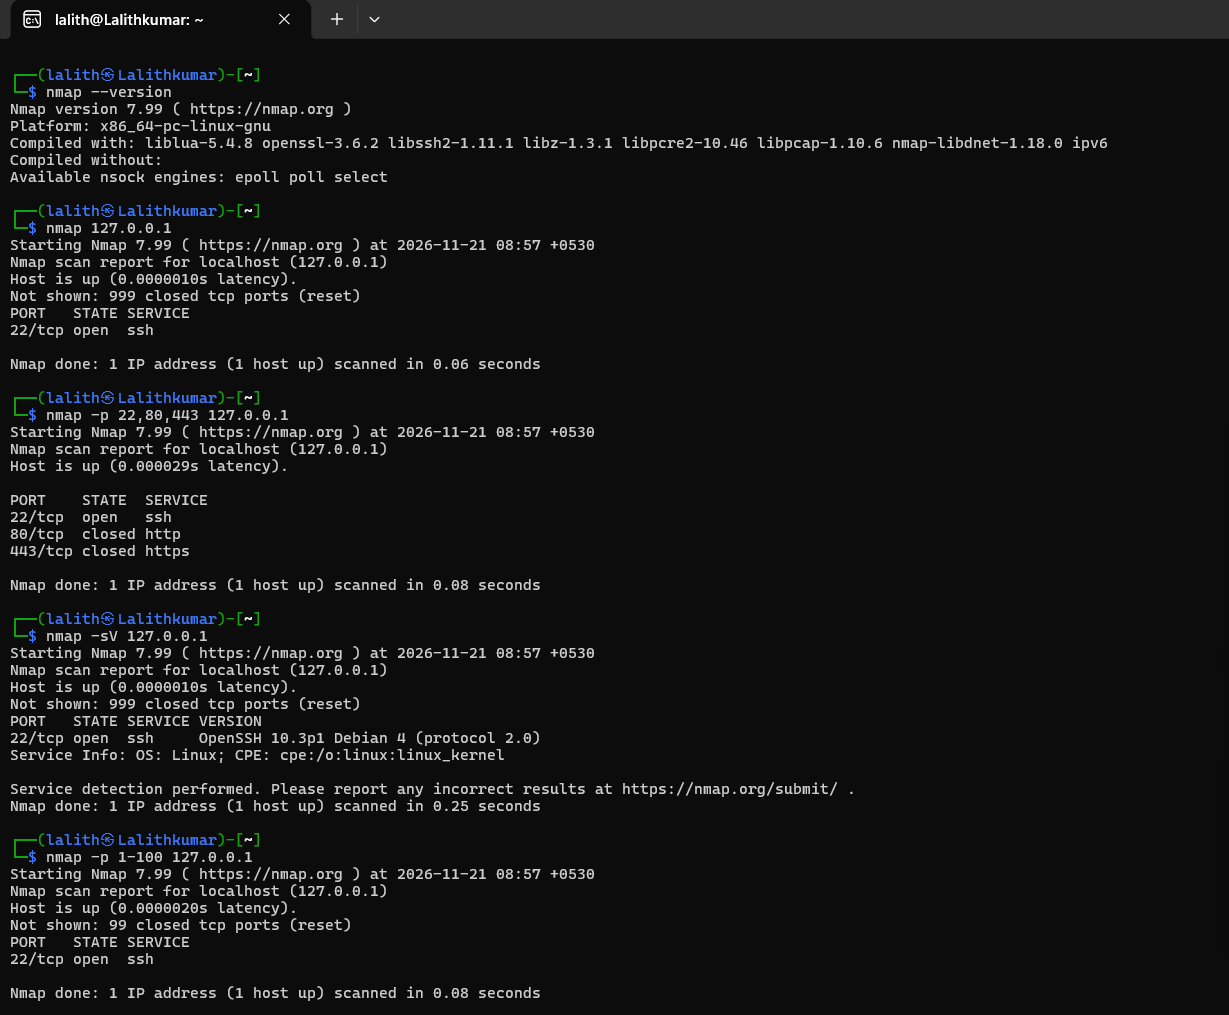 lalith@Lalithkumar: ~
┌──(lalith㉿Lalithkumar)-[~]
└─$ nmap --version
Nmap version 7.99 ( https://nmap.org )
Platform: x86_64-pc-linux-gnu
Compiled with: liblua-5.4.8 openssl-3.6.2 libssh2-1.11.1 libz-1.3.1 libpcre2-10.46 libpcap-1.10.6 nmap-libdnet-1.18.0 ipv6
Compiled without:
Available nsock engines: epoll poll select

┌──(lalith㉿Lalithkumar)-[~]
└─$ nmap 127.0.0.1
Starting Nmap 7.99 ( https://nmap.org ) at 2026-11-21 08:57 +0530
Nmap scan report for localhost (127.0.0.1)
Host is up (0.0000010s latency).
Not shown: 999 closed tcp ports (reset)
PORT   STATE SERVICE
22/tcp open  ssh

Nmap done: 1 IP address (1 host up) scanned in 0.06 seconds

┌──(lalith㉿Lalithkumar)-[~]
└─$ nmap -p 22,80,443 127.0.0.1
Starting Nmap 7.99 ( https://nmap.org ) at 2026-11-21 08:57 +0530
Nmap scan report for localhost (127.0.0.1)
Host is up (0.000029s latency).

PORT    STATE  SERVICE
22/tcp  open   ssh
80/tcp  closed http
443/tcp closed https

Nmap done: 1 IP address (1 host up) scanned in 0.08 seconds

┌──(lalith㉿Lalithkumar)-[~]
└─$ nmap -sV 127.0.0.1
Starting Nmap 7.99 ( https://nmap.org ) at 2026-11-21 08:57 +0530
Nmap scan report for localhost (127.0.0.1)
Host is up (0.0000010s latency).
Not shown: 999 closed tcp ports (reset)
PORT   STATE SERVICE VERSION
22/tcp open  ssh     OpenSSH 10.3p1 Debian 4 (protocol 2.0)
Service Info: OS: Linux; CPE: cpe:/o:linux:linux_kernel

Service detection performed. Please report any incorrect results at https://nmap.org/submit/ .
Nmap done: 1 IP address (1 host up) scanned in 0.25 seconds

┌──(lalith㉿Lalithkumar)-[~]
└─$ nmap -p 1-100 127.0.0.1
Starting Nmap 7.99 ( https://nmap.org ) at 2026-11-21 08:57 +0530
Nmap scan report for localhost (127.0.0.1)
Host is up (0.0000020s latency).
Not shown: 99 closed tcp ports (reset)
PORT   STATE SERVICE
22/tcp open  ssh

Nmap done: 1 IP address (1 host up) scanned in 0.08 seconds